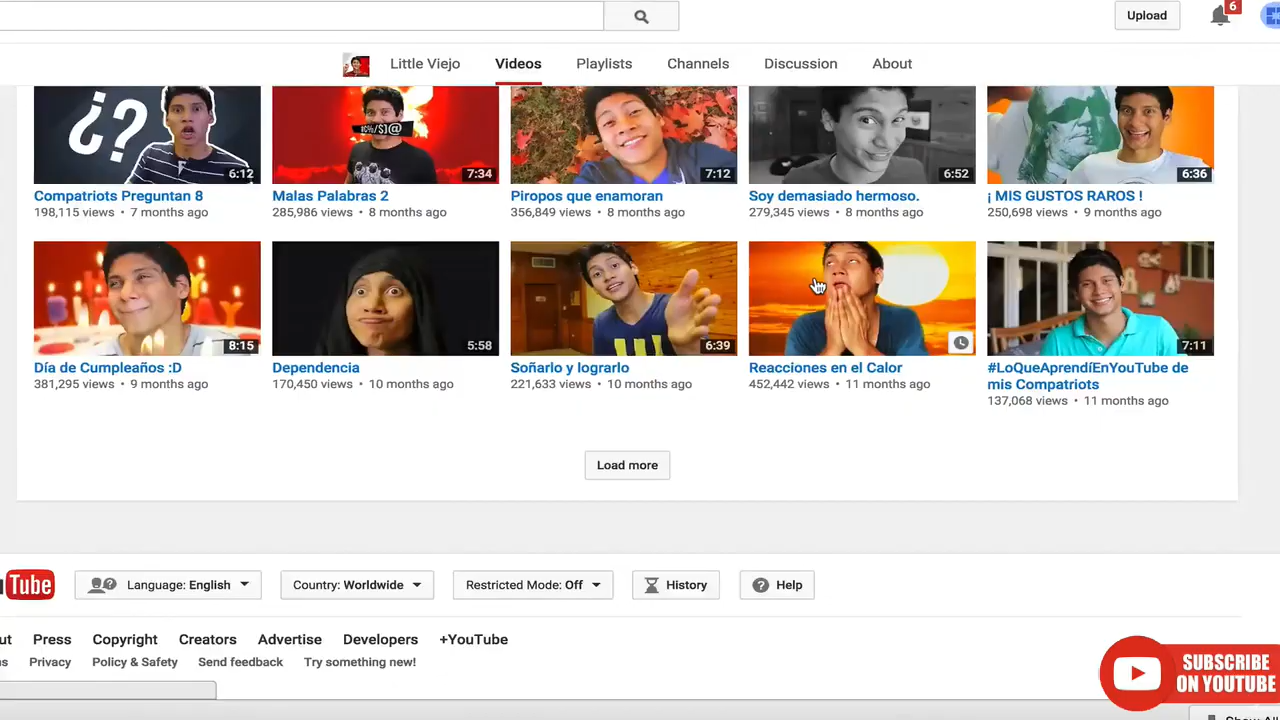 Upload
6
Little Viejo
Videos
Playlists
Channels
Discussion
About
¿?
6:12
#©%/$!@
7:34
7:12
6:52
6:36
Compatriots Preguntan 8
Malas Palabras 2
Piropos que enamoran
Soy demasiado hermoso.
¡ MIS GUSTOS RAROS !
198,115 views • 7 months ago
285,986 views • 8 months ago
356,849 views • 8 months ago
279,345 views • 8 months ago
250,698 views • 9 months ago
8:15
5:58
6:39
7:11
Día de Cumpleaños :D
Dependencia
Soñarlo y lograrlo
Reacciones en el Calor
#LoQueAprendíEnYouTube de
mis Compatriots
381,295 views • 9 months ago
170,450 views • 10 months ago
221,633 views • 10 months ago
452,442 views • 11 months ago
137,068 views • 11 months ago
Load more
Tube
Language: English
Country: Worldwide
Restricted Mode: Off
History
Help
Press
Copyright
Creators
Advertise
Developers
+YouTube
Privacy
Policy & Safety
Send feedback
Try something new!
SUBSCRIBE
ON YOUTUBE